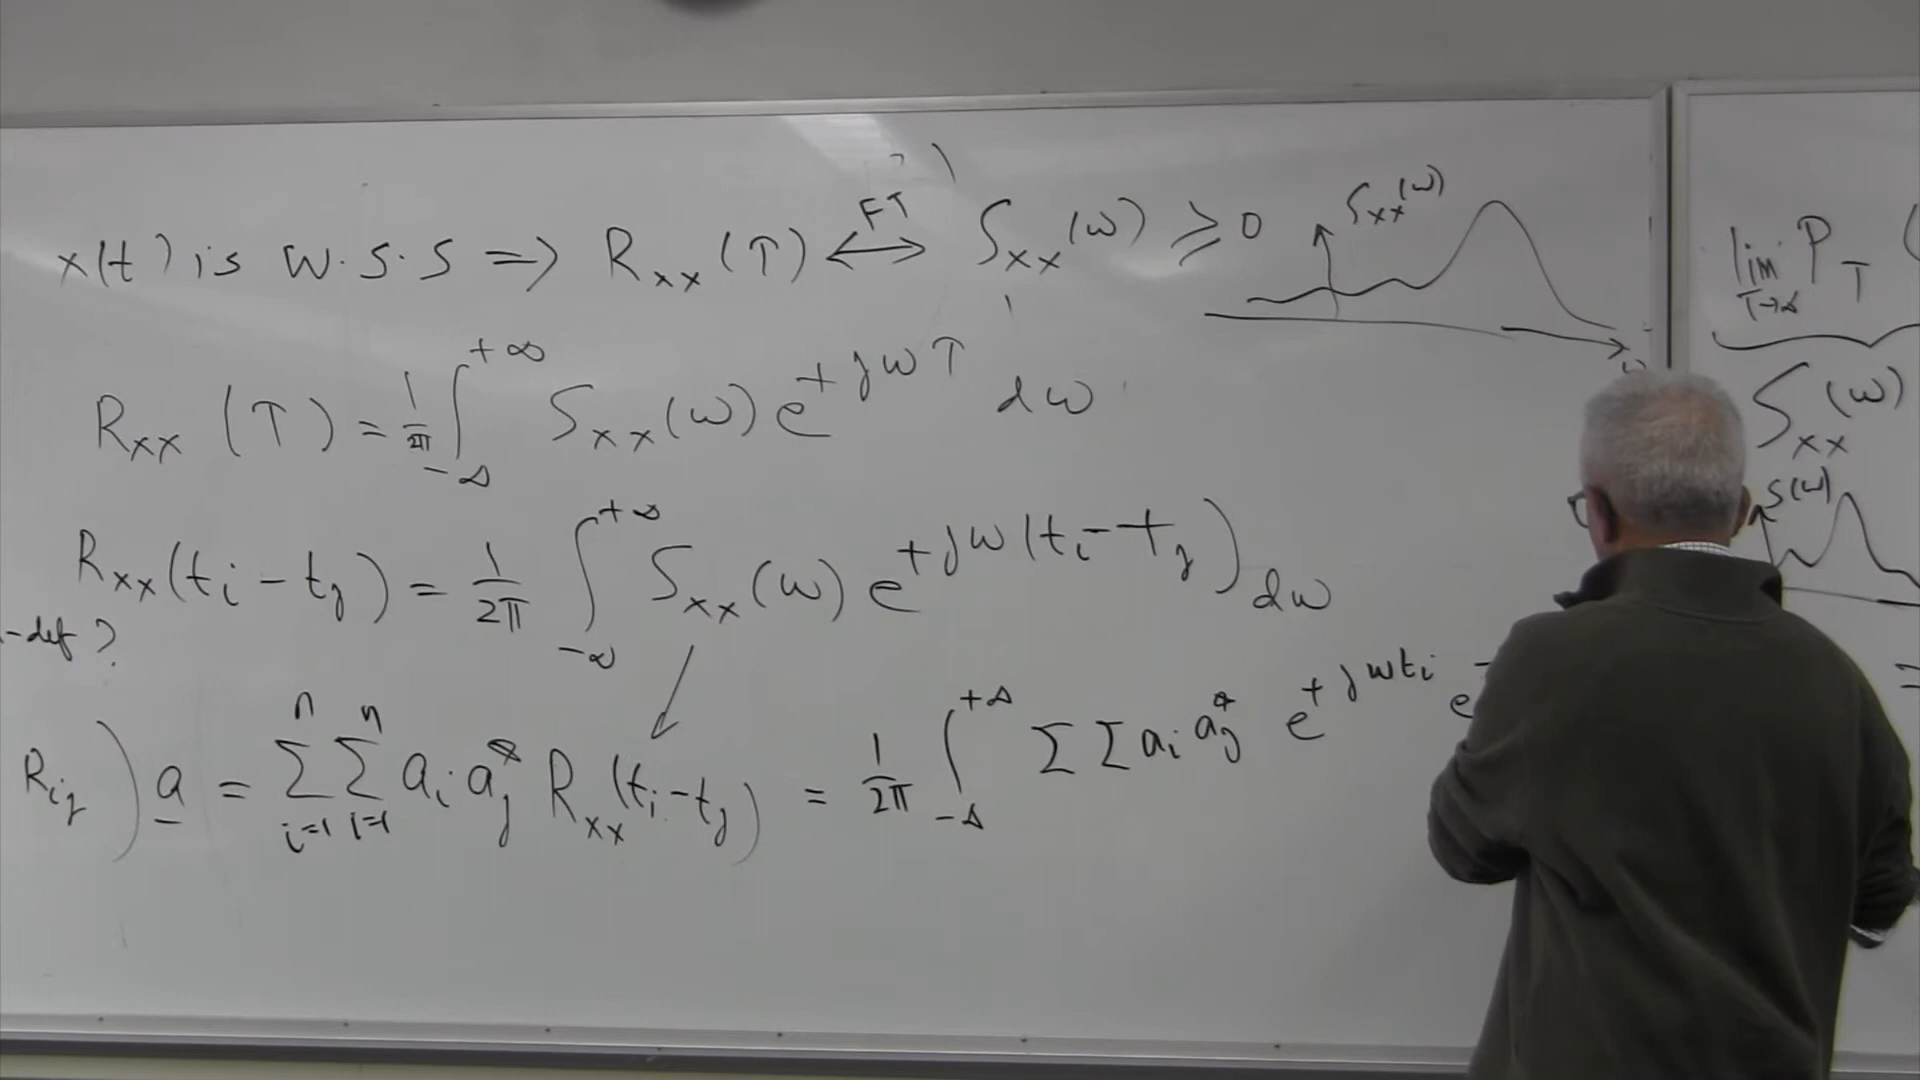 x(t) is w.s.s ⇒ R_xx(τ) ⟷^FT S_xx(ω) ≥ 0
S_xx(ω)
R_xx(τ) = 1/2π ∫_{-∞}^{+∞} S_xx(ω) e^{+jωτ} dω
R_xx(t_i - t_j) = 1/2π ∫_{-∞}^{+∞} S_xx(ω) e^{+jω(t_i - t_j)} dω
-def ?
R_ij) a = Σ_{i=1}^{n} Σ_{i=1}^{n} a_i a_j^* R_xx(t_i - t_j) = 1/2π ∫_{-∞}^{+∞} Σ Σ a_i a_j^* e^{+jωt_i} e^-
lim_{T→∞} P_T (
S_xx(ω)
S(ω)
=